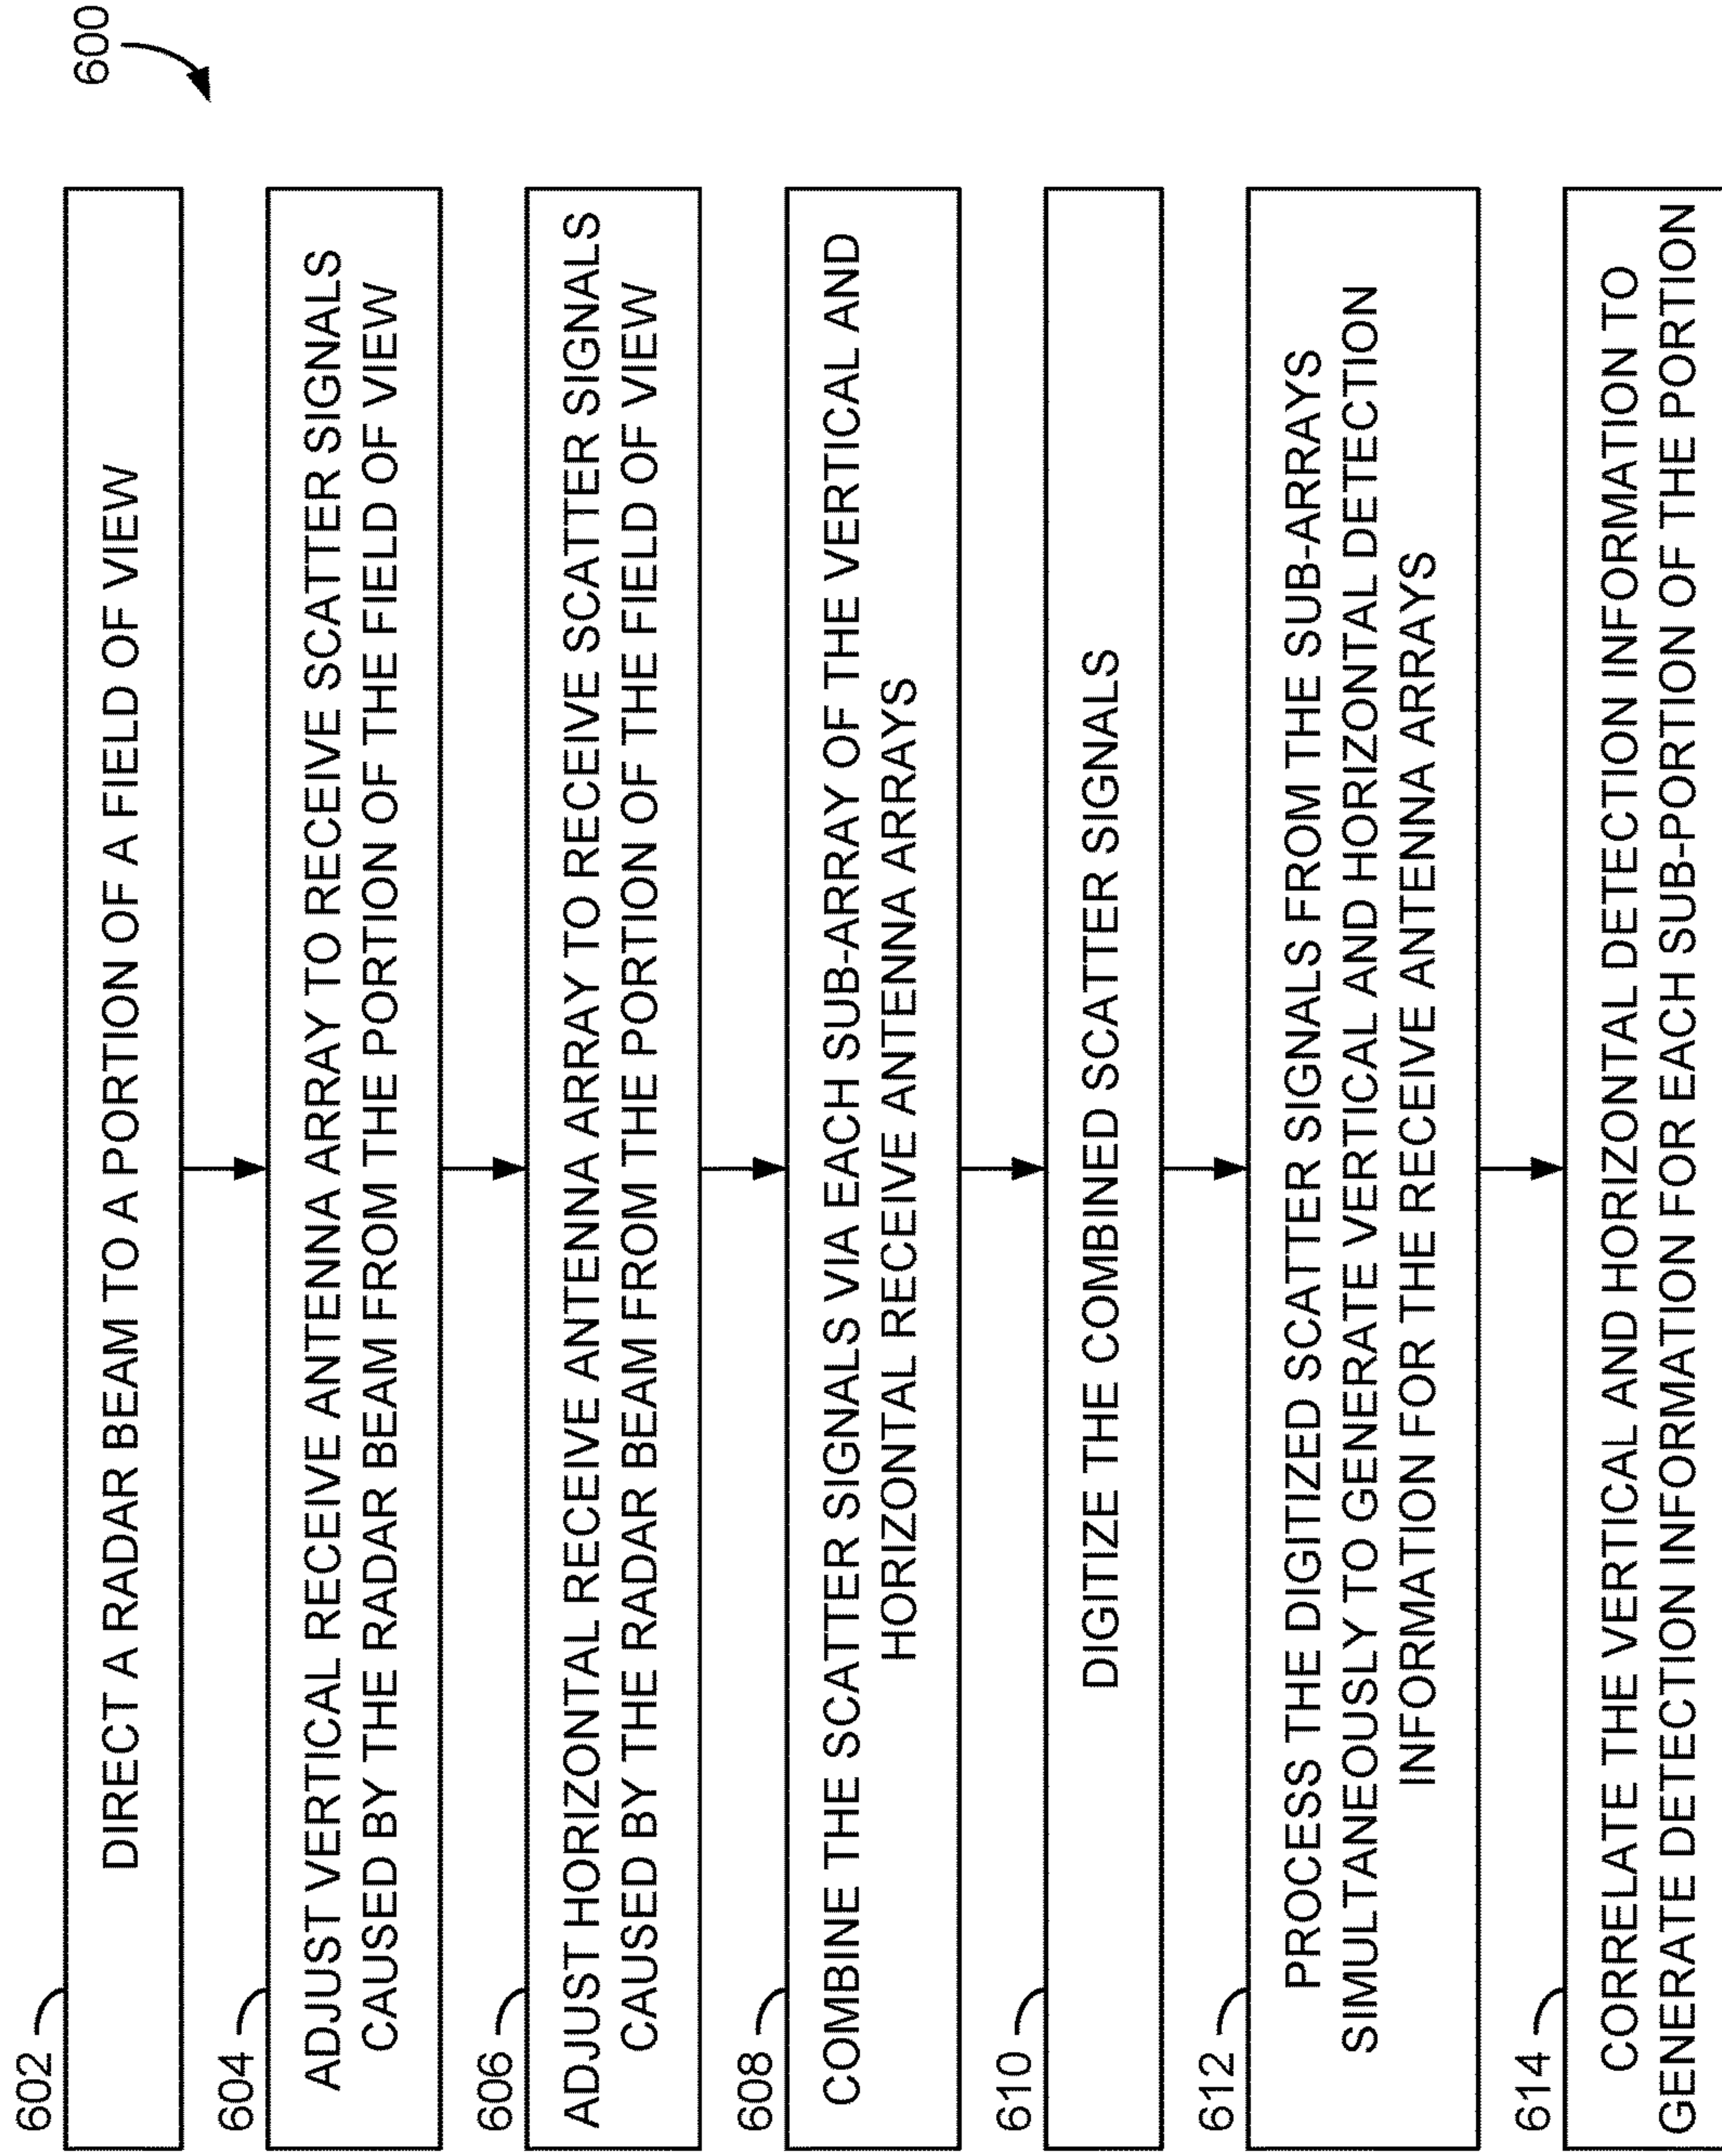 600
602
DIRECT A RADAR BEAM TO A PORTION OF A FIELD OF VIEW
604
ADJUST VERTICAL RECEIVE ANTENNA ARRAY TO RECEIVE SCATTER SIGNALS
CAUSED BY THE RADAR BEAM FROM THE PORTION OF THE FIELD OF VIEW
606
ADJUST HORIZONTAL RECEIVE ANTENNA ARRAY TO RECEIVE SCATTER SIGNALS
CAUSED BY THE RADAR BEAM FROM THE PORTION OF THE FIELD OF VIEW
608
COMBINE THE SCATTER SIGNALS VIA EACH SUB-ARRAY OF THE VERTICAL AND
HORIZONTAL RECEIVE ANTENNA ARRAYS
610
DIGITIZE THE COMBINED SCATTER SIGNALS
612
PROCESS THE DIGITIZED SCATTER SIGNALS FROM THE SUB-ARRAYS
SIMULTANEOUSLY TO GENERATE VERTICAL AND HORIZONTAL DETECTION
INFORMATION FOR THE RECEIVE ANTENNA ARRAYS
614
CORRELATE THE VERTICAL AND HORIZONTAL DETECTION INFORMATION TO
GENERATE DETECTION INFORMATION FOR EACH SUB-PORTION OF THE PORTION